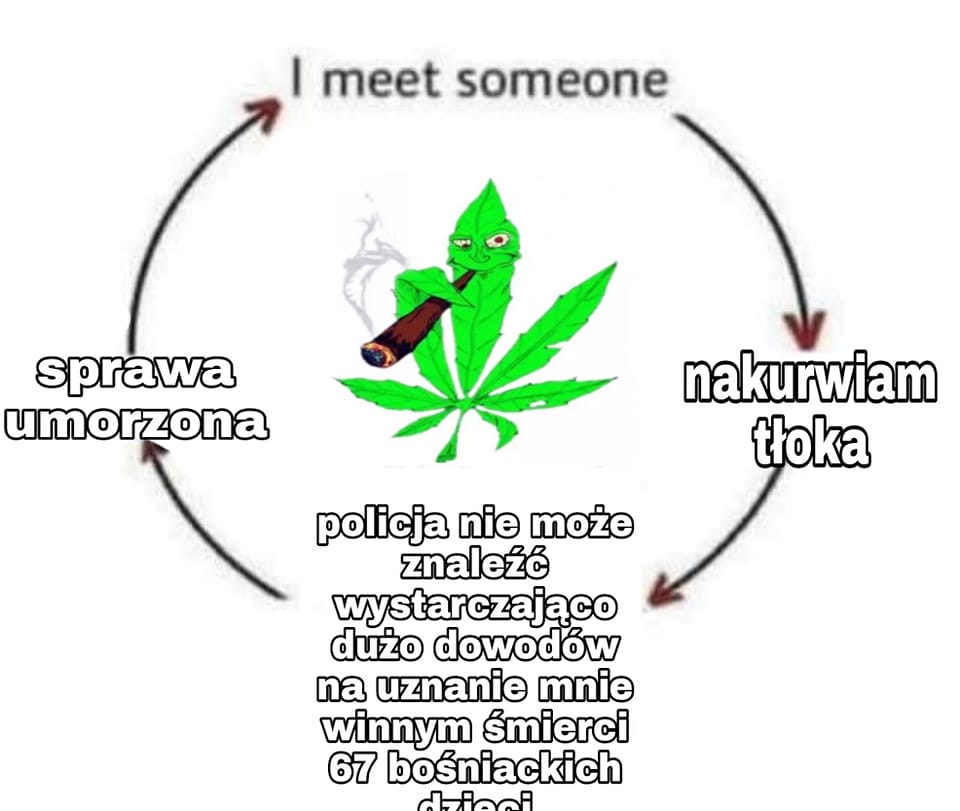 I meet someone
nakurwiam
tłoka
policja nie może
znaleźć
wystarczająco
dużo dowodów
na uznanie mnie
winnym śmierci
67 bośniackich
dzieci
sprawa
umorzona